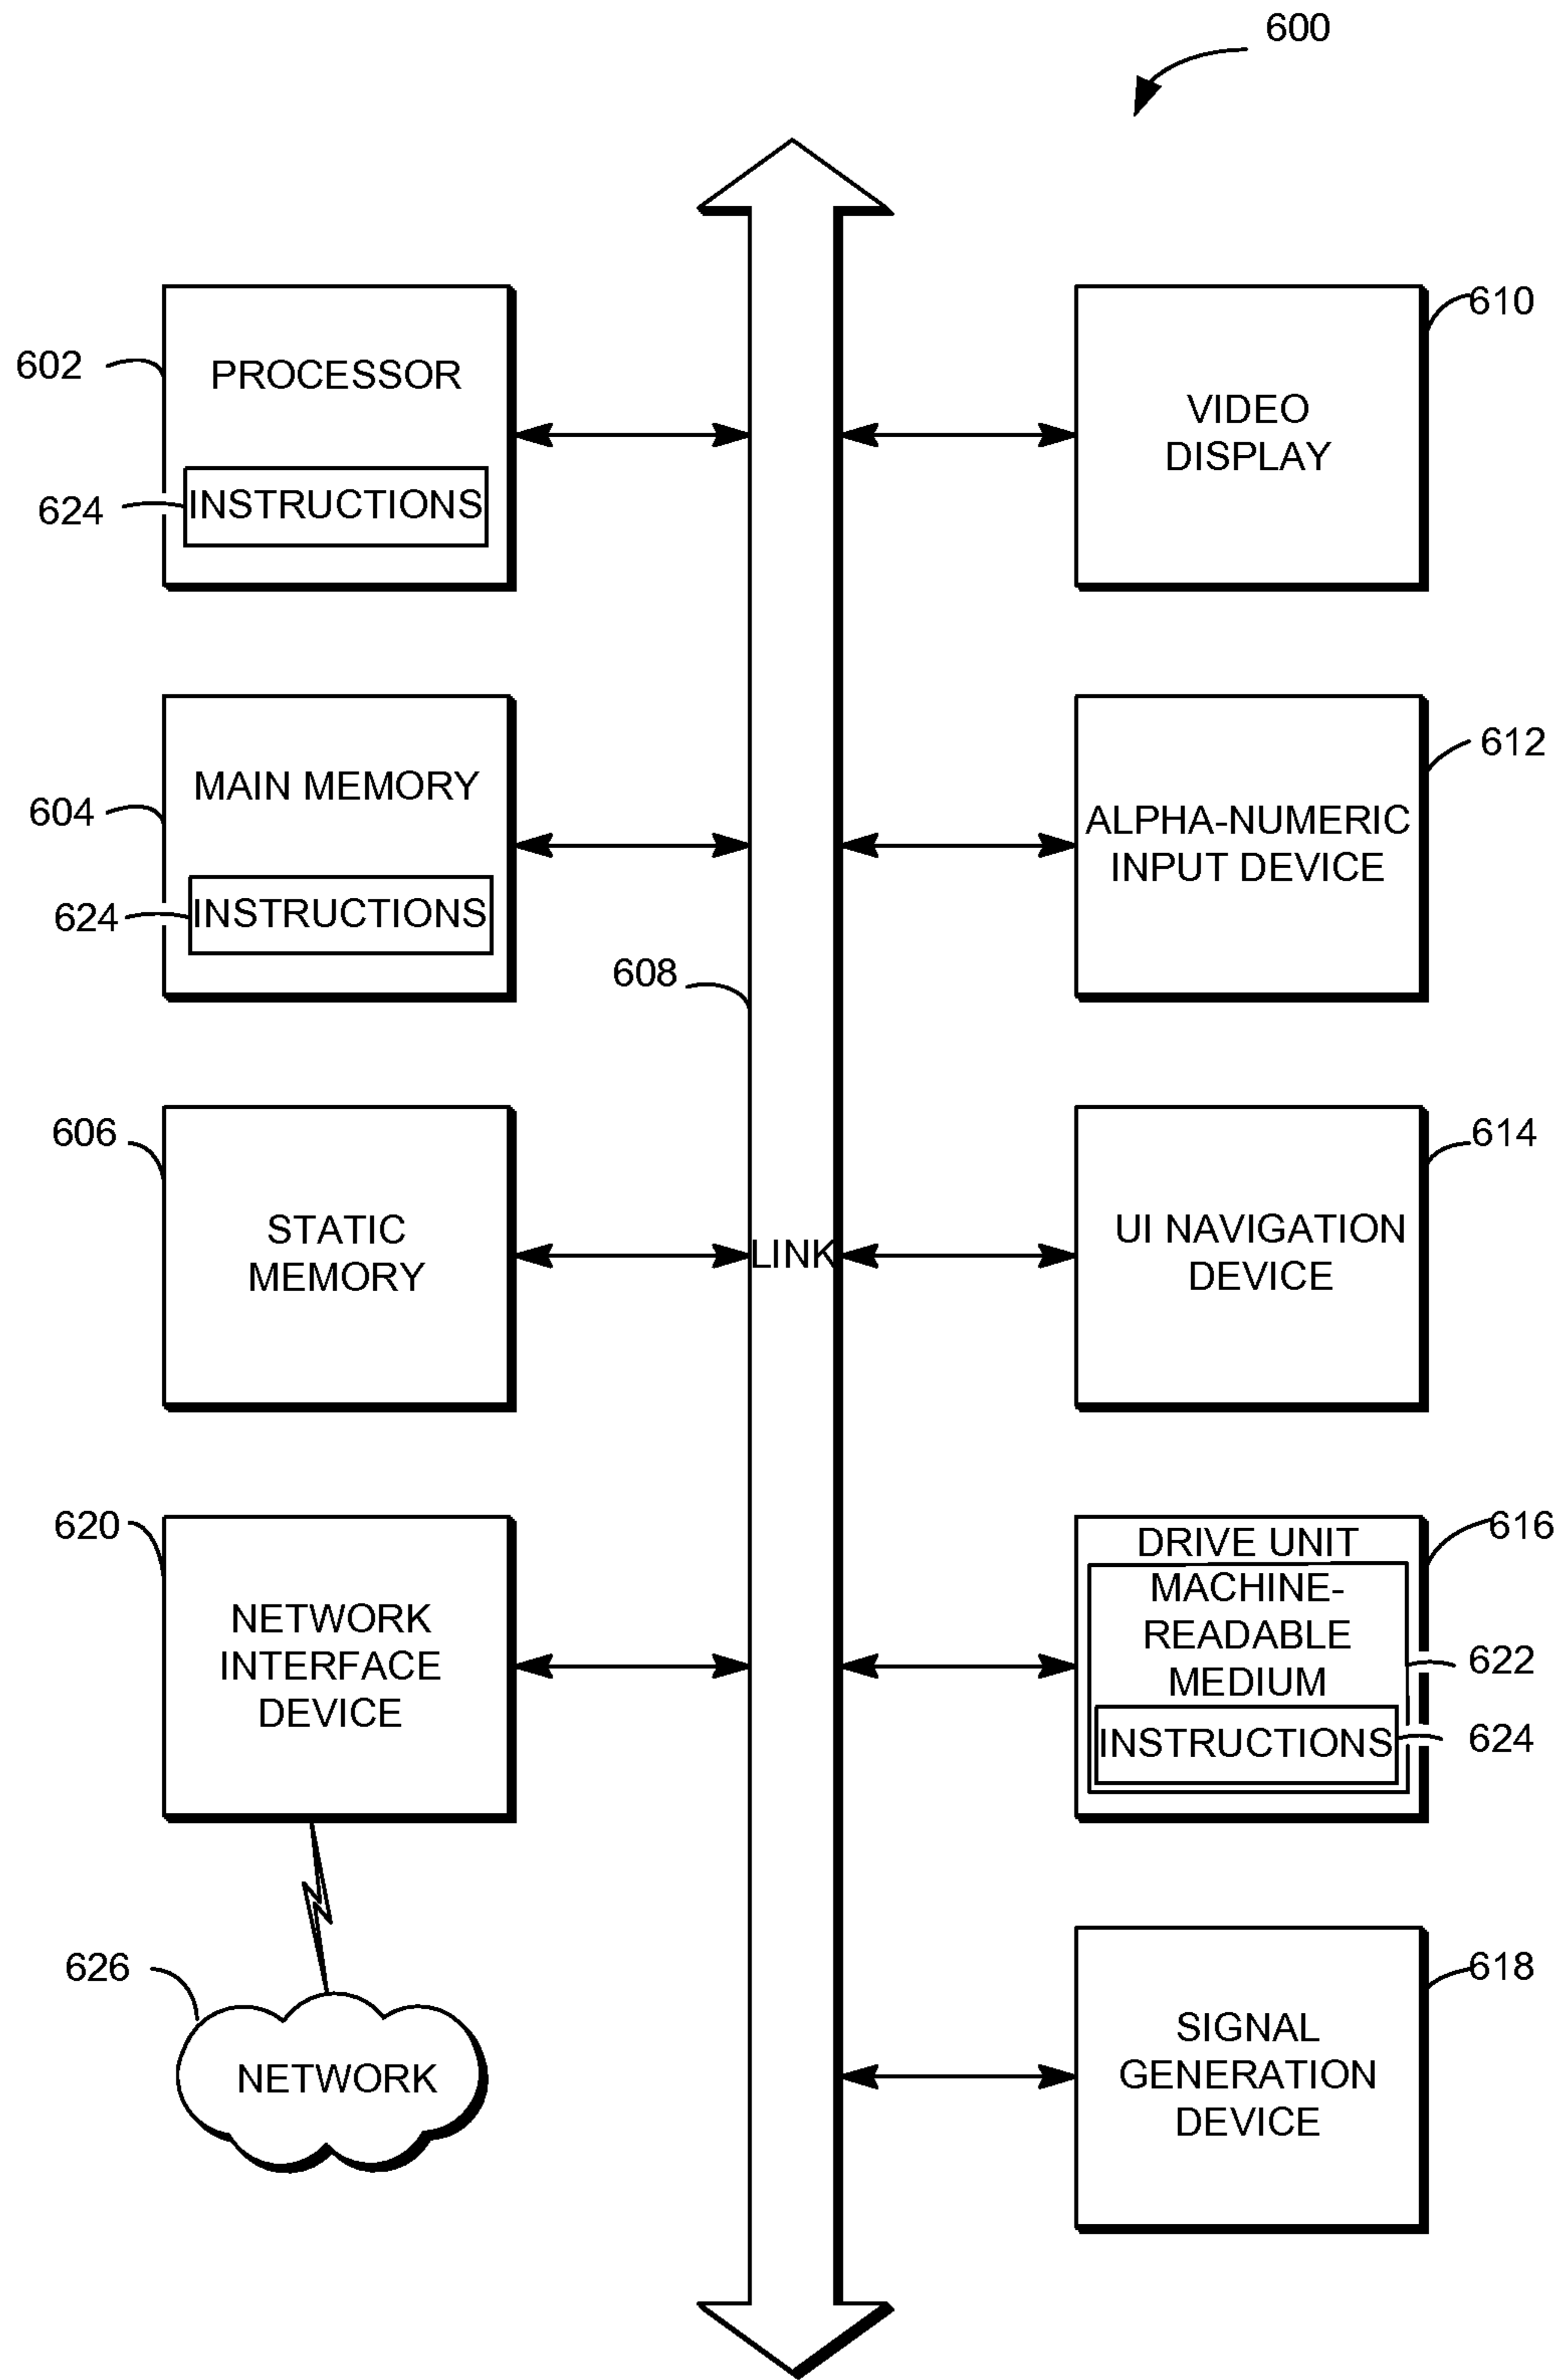 600
602
PROCESSOR
624
INSTRUCTIONS
604
MAIN MEMORY
624
INSTRUCTIONS
608
606
STATIC
MEMORY
LINK
620
NETWORK
INTERFACE
DEVICE
626
NETWORK
610
VIDEO
DISPLAY
612
ALPHA-NUMERIC
INPUT DEVICE
614
UI NAVIGATION
DEVICE
616
DRIVE UNIT
MACHINE-
READABLE
MEDIUM
622
INSTRUCTIONS
624
618
SIGNAL
GENERATION
DEVICE